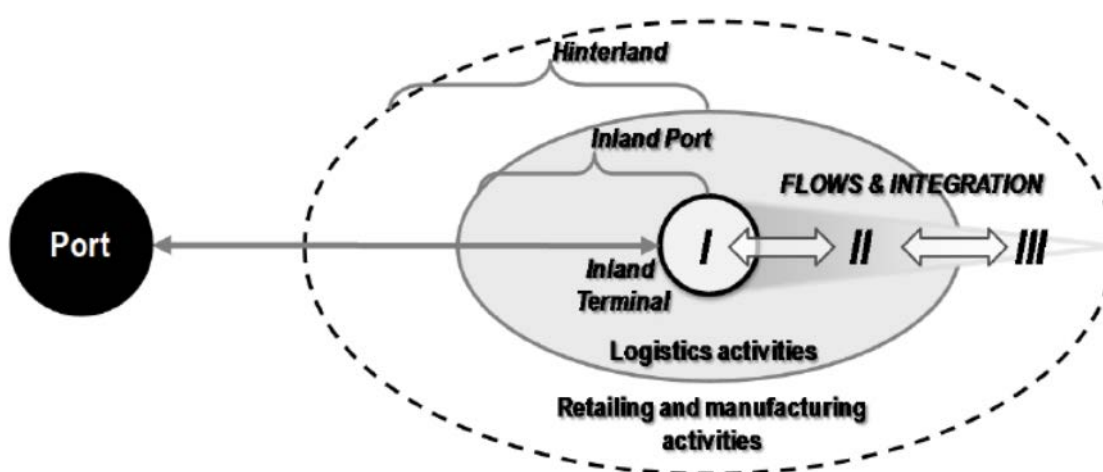 Hinterland
Inland Port
FLOWS & INTEGRATION
Port
I
II
III
Inland
Terminal
Logistics activities
Retailing and manufacturing
activities